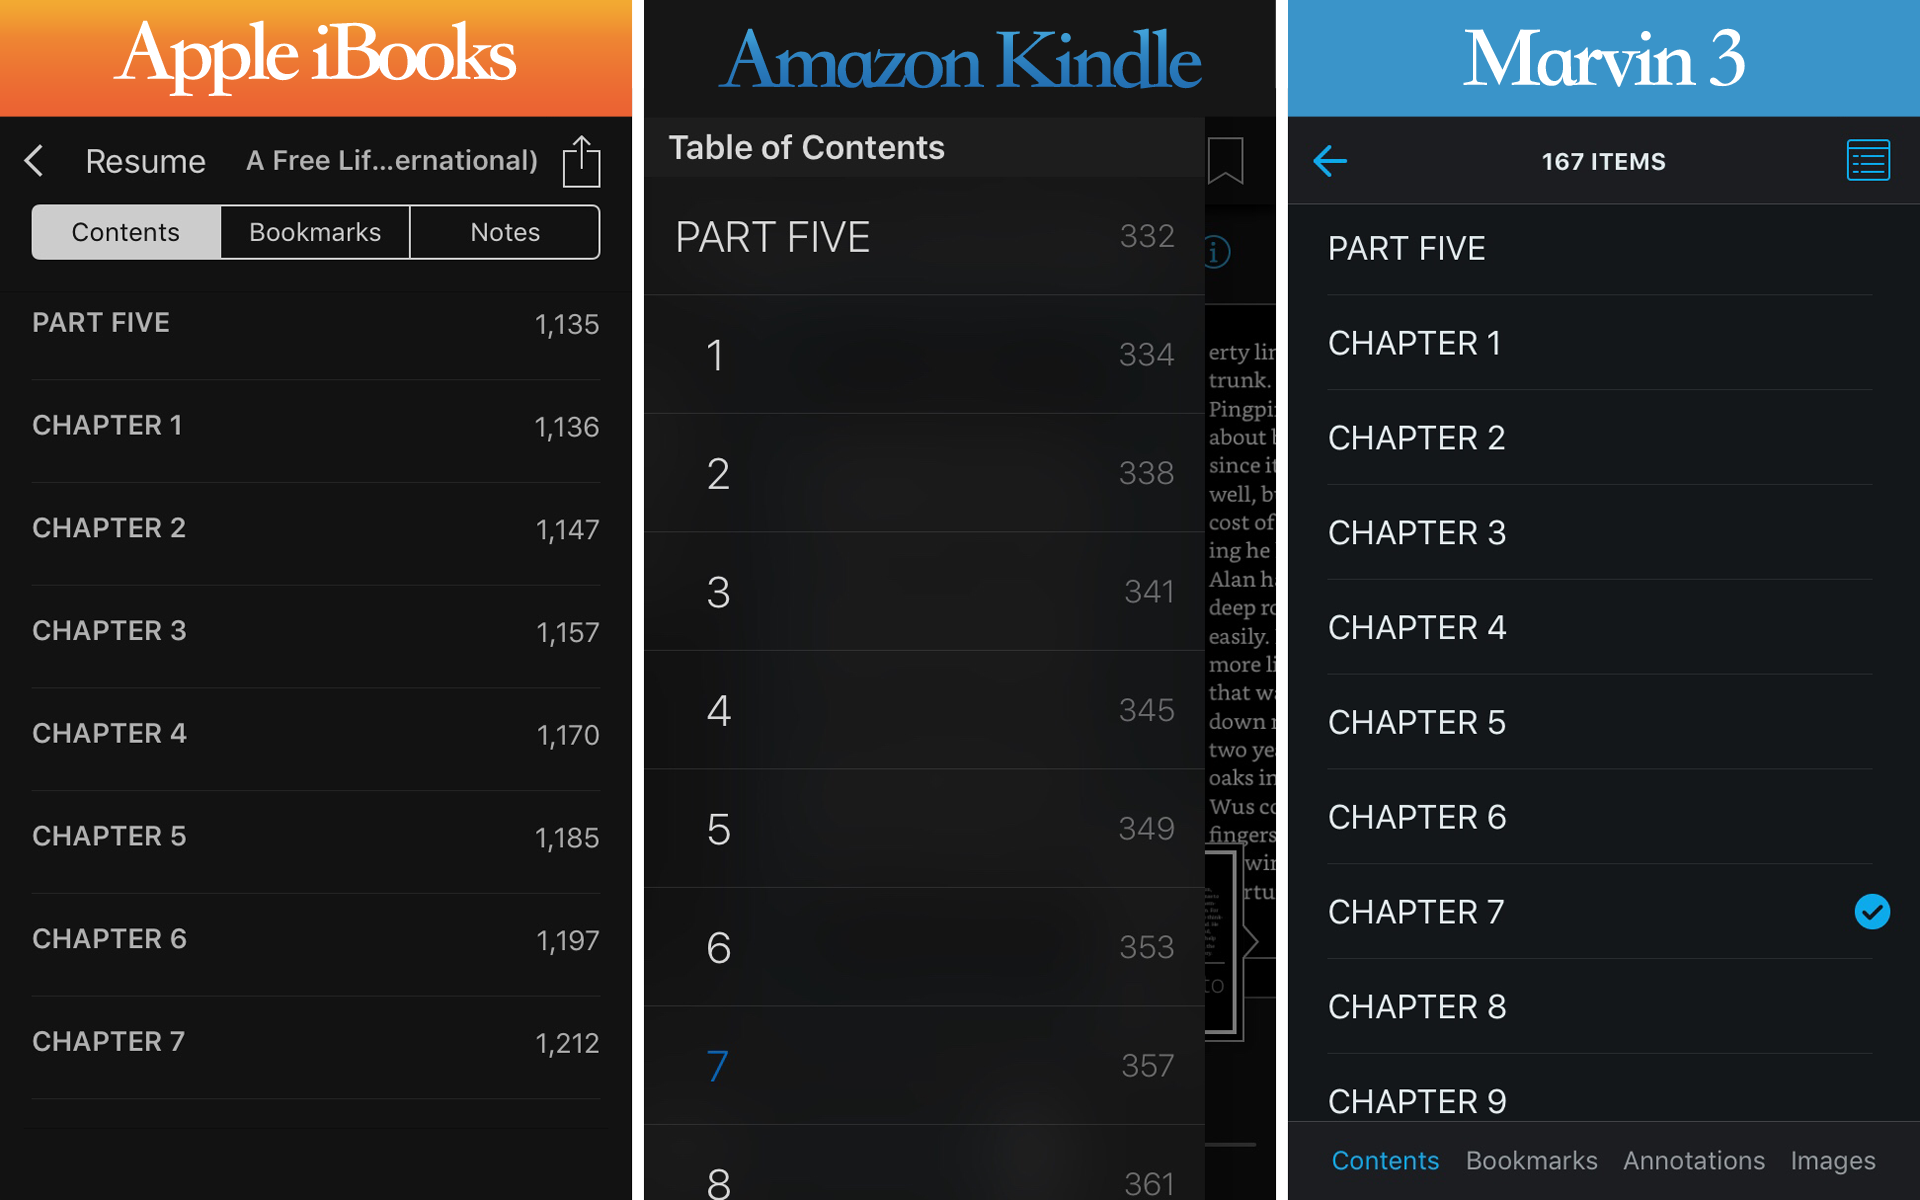 Apple iBooks
Resume
A Free Lif...ernational)
Contents
Bookmarks
Notes
PART FIVE
1,135
CHAPTER 1
1,136
CHAPTER 2
1,147
CHAPTER 3
1,157
CHAPTER 4
1,170
CHAPTER 5
1,185
CHAPTER 6
1,197
CHAPTER 7
1,212
Amazon Kindle
Table of Contents
PART FIVE
332
1
334
2
338
3
341
4
345
5
349
6
353
7
357
8
361
erty lin
trunk.
Pingpi
about b
since it
well, b
cost of
ing he
Alan h
deep ro
easily.
more li
that wa
down r
two ye
oaks in
Wus co
fingers
win
rtu
to
Marvin 3
167 ITEMS
PART FIVE
CHAPTER 1
CHAPTER 2
CHAPTER 3
CHAPTER 4
CHAPTER 5
CHAPTER 6
CHAPTER 7
CHAPTER 8
CHAPTER 9
Contents
Bookmarks
Annotations
Images